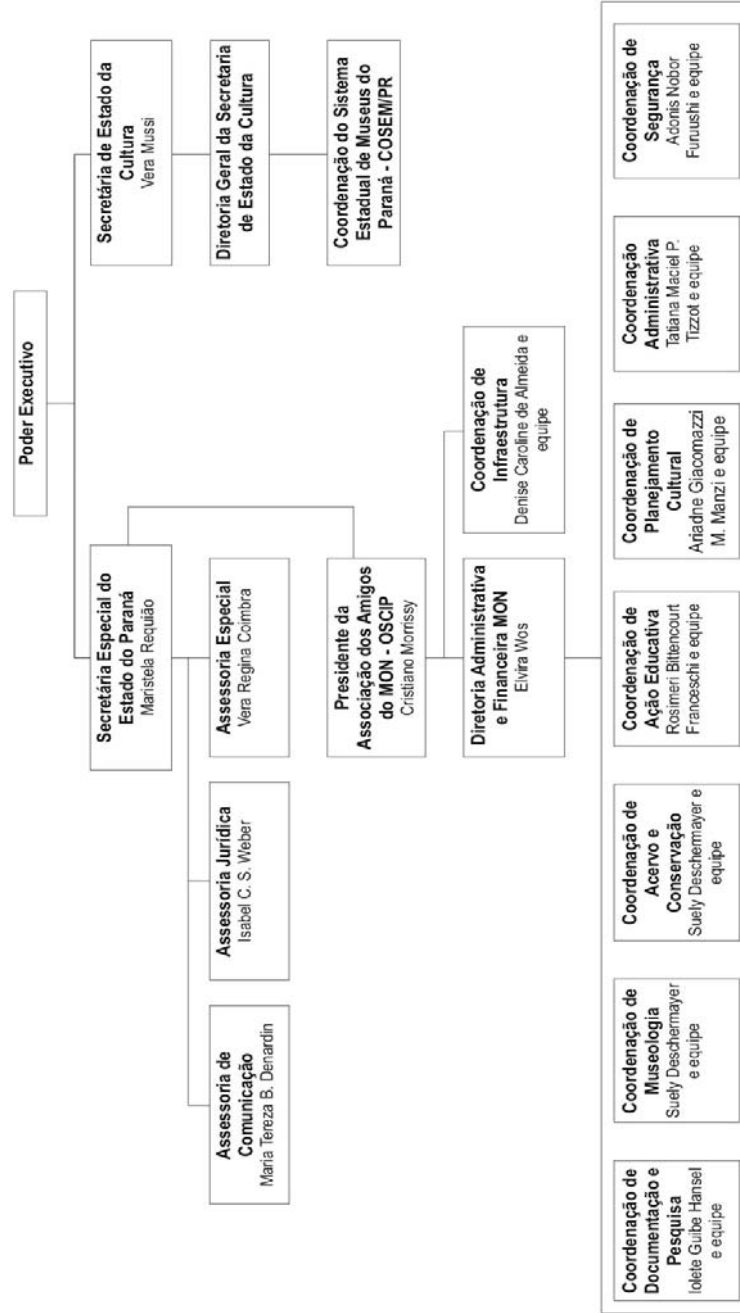 Poder Executivo
Secretária Especial do
Estado do Paraná
Maristela Requião
Secretária de Estado da
Cultura
Vera Mussi
Assessoria de
Comunicação
Maria Tereza B. Denardin
Assessoria Jurídica
Isabel C. S. Weber
Assessoria Especial
Vera Regina Coimbra
Diretoria Geral da Secretaria
de Estado da Cultura
Presidente da
Associação dos Amigos
do MON - OSCIP
Cristiano Morrissy
Coordenação do Sistema
Estadual de Museus do
Paraná - COSEM/PR
Diretoria Administrativa
e Financeira MON
Elvira Wos
Coordenação de
Infraestrutura
Denise Caroline de Almeida e
equipe
Coordenação de
Documentação e
Pesquisa
Iolete Guibe Hansel
e equipe
Coordenação de
Museologia
Suely Deschermayer
e equipe
Coordenação de
Acervo e
Conservação
Suely Deschermayer e
equipe
Coordenação de
Ação Educativa
Rosimeri Bittencourt
Franceschi e equipe
Coordenação de
Planejamento
Cultural
Ariadne Giacomazzi
M. Manzi e equipe
Coordenação
Administrativa
Tatiana Maciel P.
Tizzot e equipe
Coordenação de
Segurança
Adonis Nobor
Furuushi e equipe